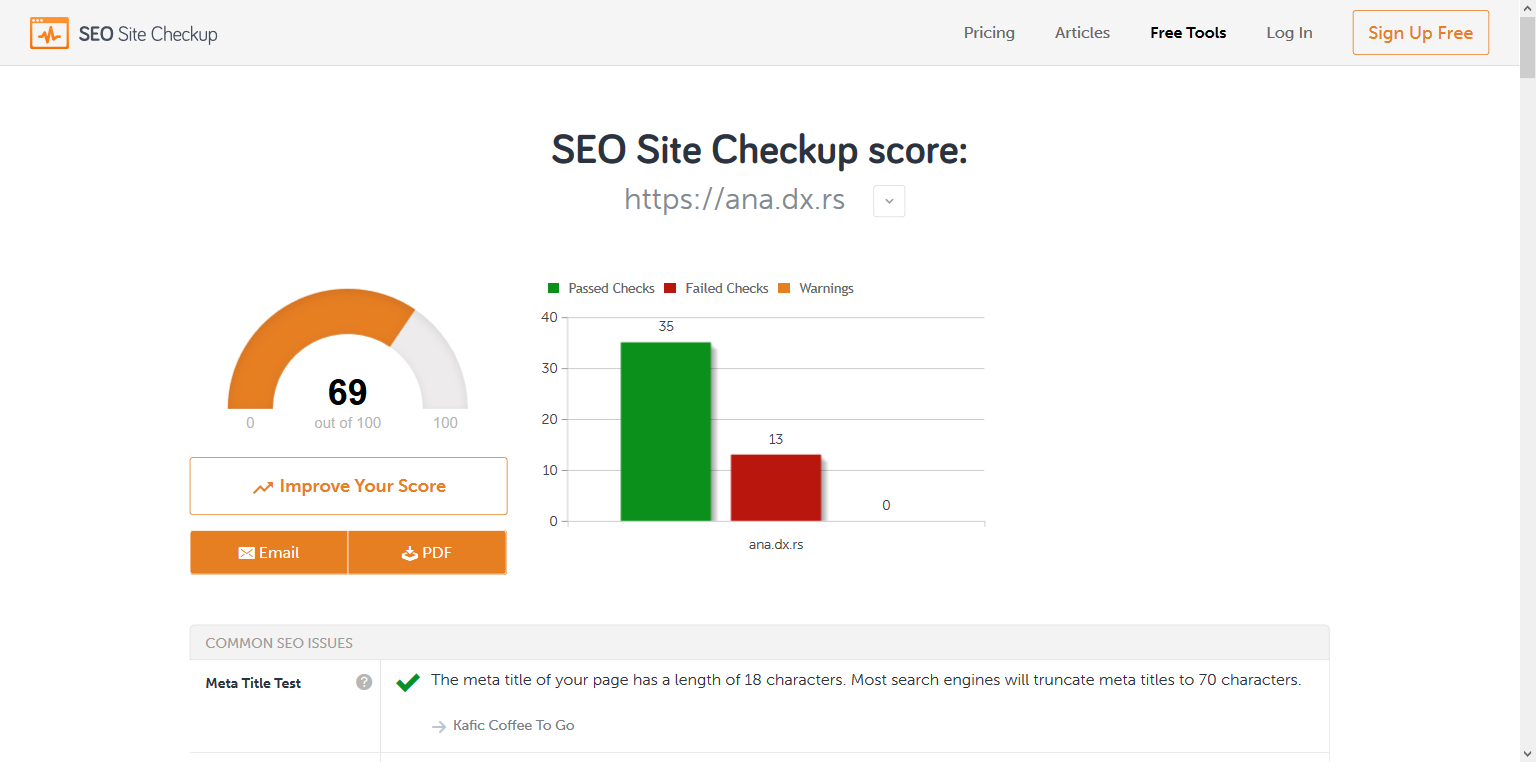 SEO Site Checkup
Pricing
Articles
Free Tools
Log In
Sign Up Free
SEO Site Checkup score:
https://ana.dx.rs
69
0
out of 100
100
Improve Your Score
Email
PDF
Passed Checks
Failed Checks
Warnings
40
30
20
10
0
35
13
0
ana.dx.rs
COMMON SEO ISSUES
Meta Title Test
?
The meta title of your page has a length of 18 characters. Most search engines will truncate meta titles to 70 characters.
Kafic Coffee To Go